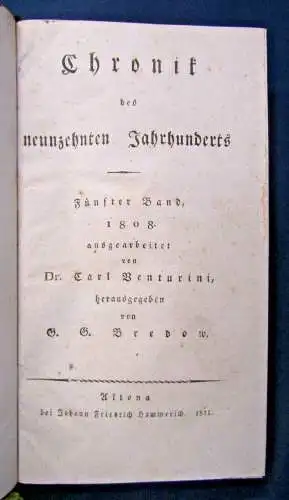 Chronik
des
neunzehnten Jahrhunderts
Fünfter Band,
1808.
ausgearbeitet
von
Dr. Carl Venturini,
herausgegeben
von
G. G. Bredow.
Altona
bei Johann Friedrich Hammerich. 1811.